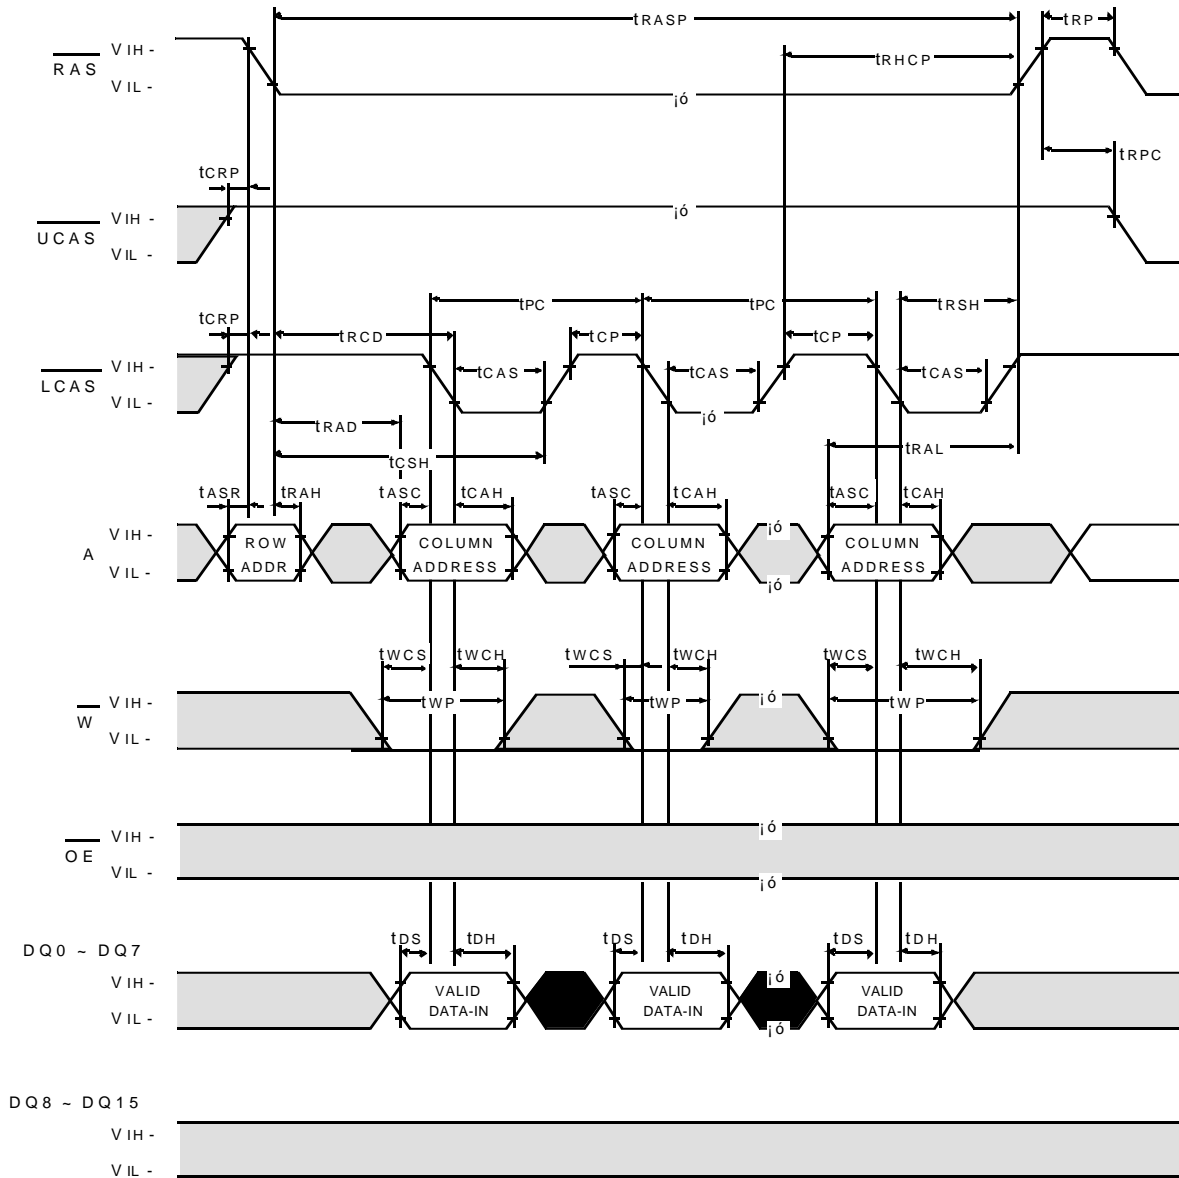 tRASP
tRP
RAS
VIH -
tRHCP
VIL -
¡ó
tCRP
tRPC
UCAS
VIH -
¡ó
VIL -
tPC
tPC
tRSH
tCRP
tRCD
tCP
tCP
LCAS
VIH -
tCAS
tCAS
tCAS
VIL -
¡ó
tRAD
tCSH
tRAL
tASR
tRAH
tASC
tCAH
tASC
tCAH
tASC
tCAH
A
VIH -
ROW
COLUMN
COLUMN
¡ó
COLUMN
VIL -
ADDR
ADDRESS
ADDRESS
¡ó
ADDRESS
tWCS
tWCH
tWCS
tWCH
tWCS
tWCH
W
VIH -
tWP
tWP
¡ó
tWP
VIL -
OE
VIH -
¡ó
VIL -
¡ó
DQ0 ~ DQ7
tDS
tDH
tDS
tDH
tDS
tDH
VIH -
VALID
VALID
¡ó
VALID
VIL -
DATA-IN
DATA-IN
¡ó
DATA-IN
DQ8 ~ DQ15
VIH -
VIL -